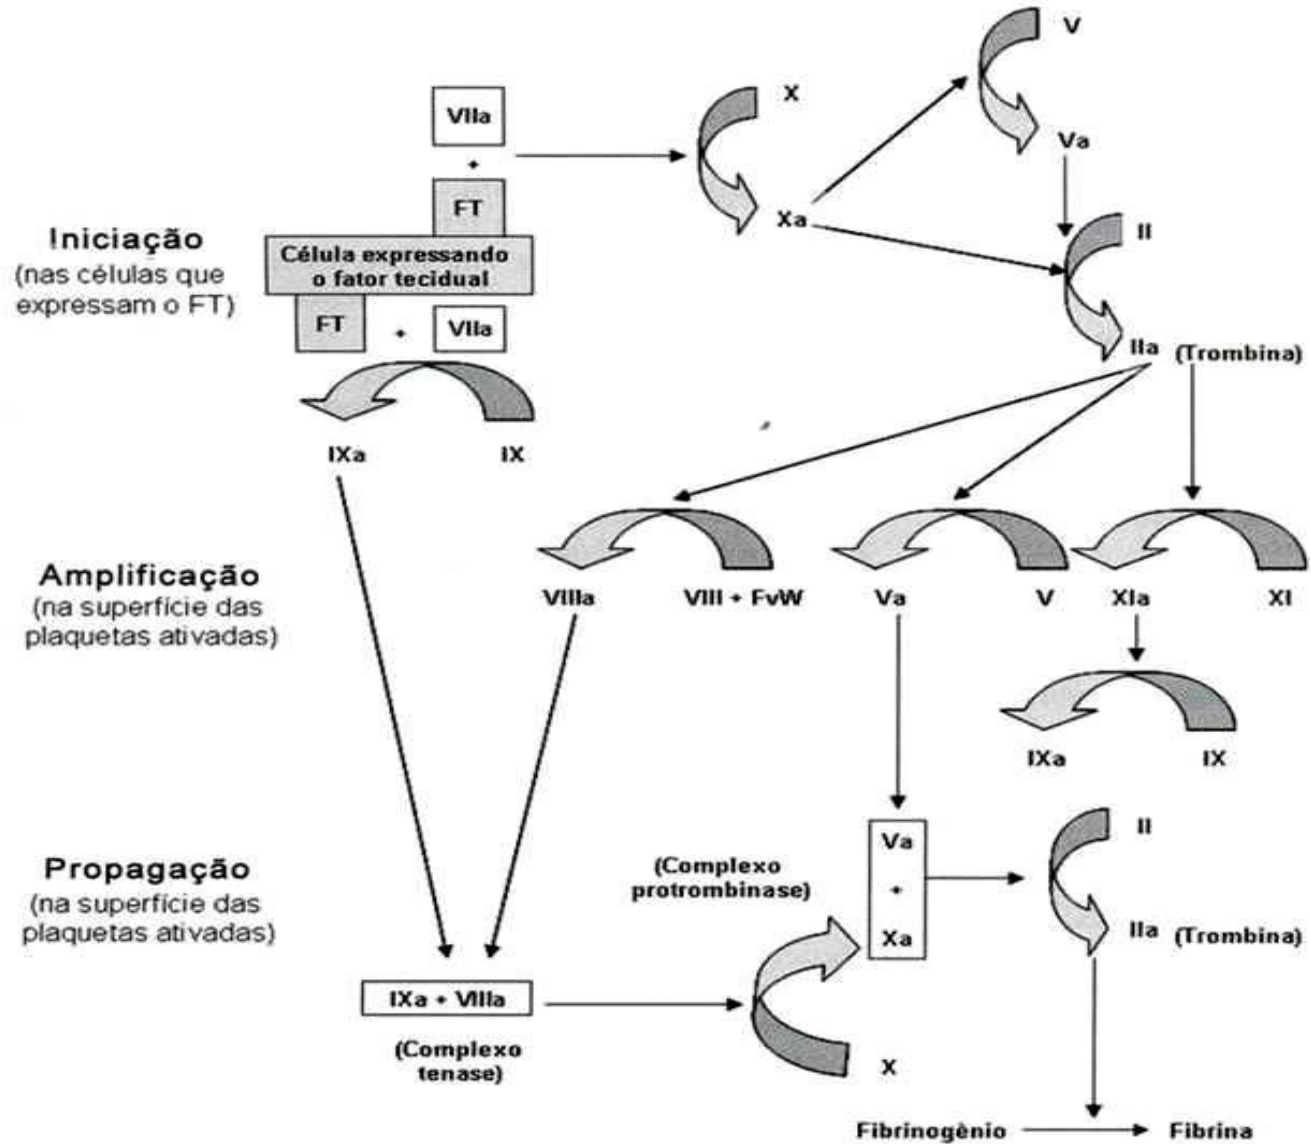 V
X
VIIa
+
Va
FT
Xa
II
Iniciação
(nas células que
expressam o FT)
Célula expressando
o fator tecidual
FT + VIIa
IIa (Trombina)
IXa IX
Amplificação
(na superfície das
plaquetas ativadas)
VIIIa VIII + FvW Va V XIa XI
IXa IX
Propagação
(na superfície das
plaquetas ativadas)
(Complexo
protrombinase)
Va
+
Xa
II
IIa (Trombina)
IXa + VIIIa
(Complexo
tenase)
X
Fibrinogènio Fibrina